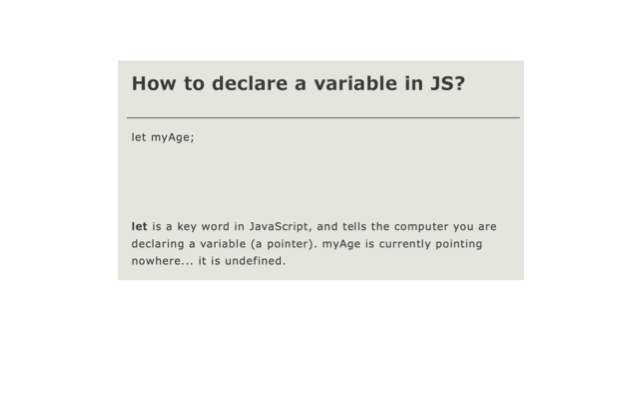 How to declare a variable in JS?
let myAge;
let is a key word in JavaScript, and tells the computer you are
declaring a variable (a pointer). myAge is currently pointing
nowhere... it is undefined.